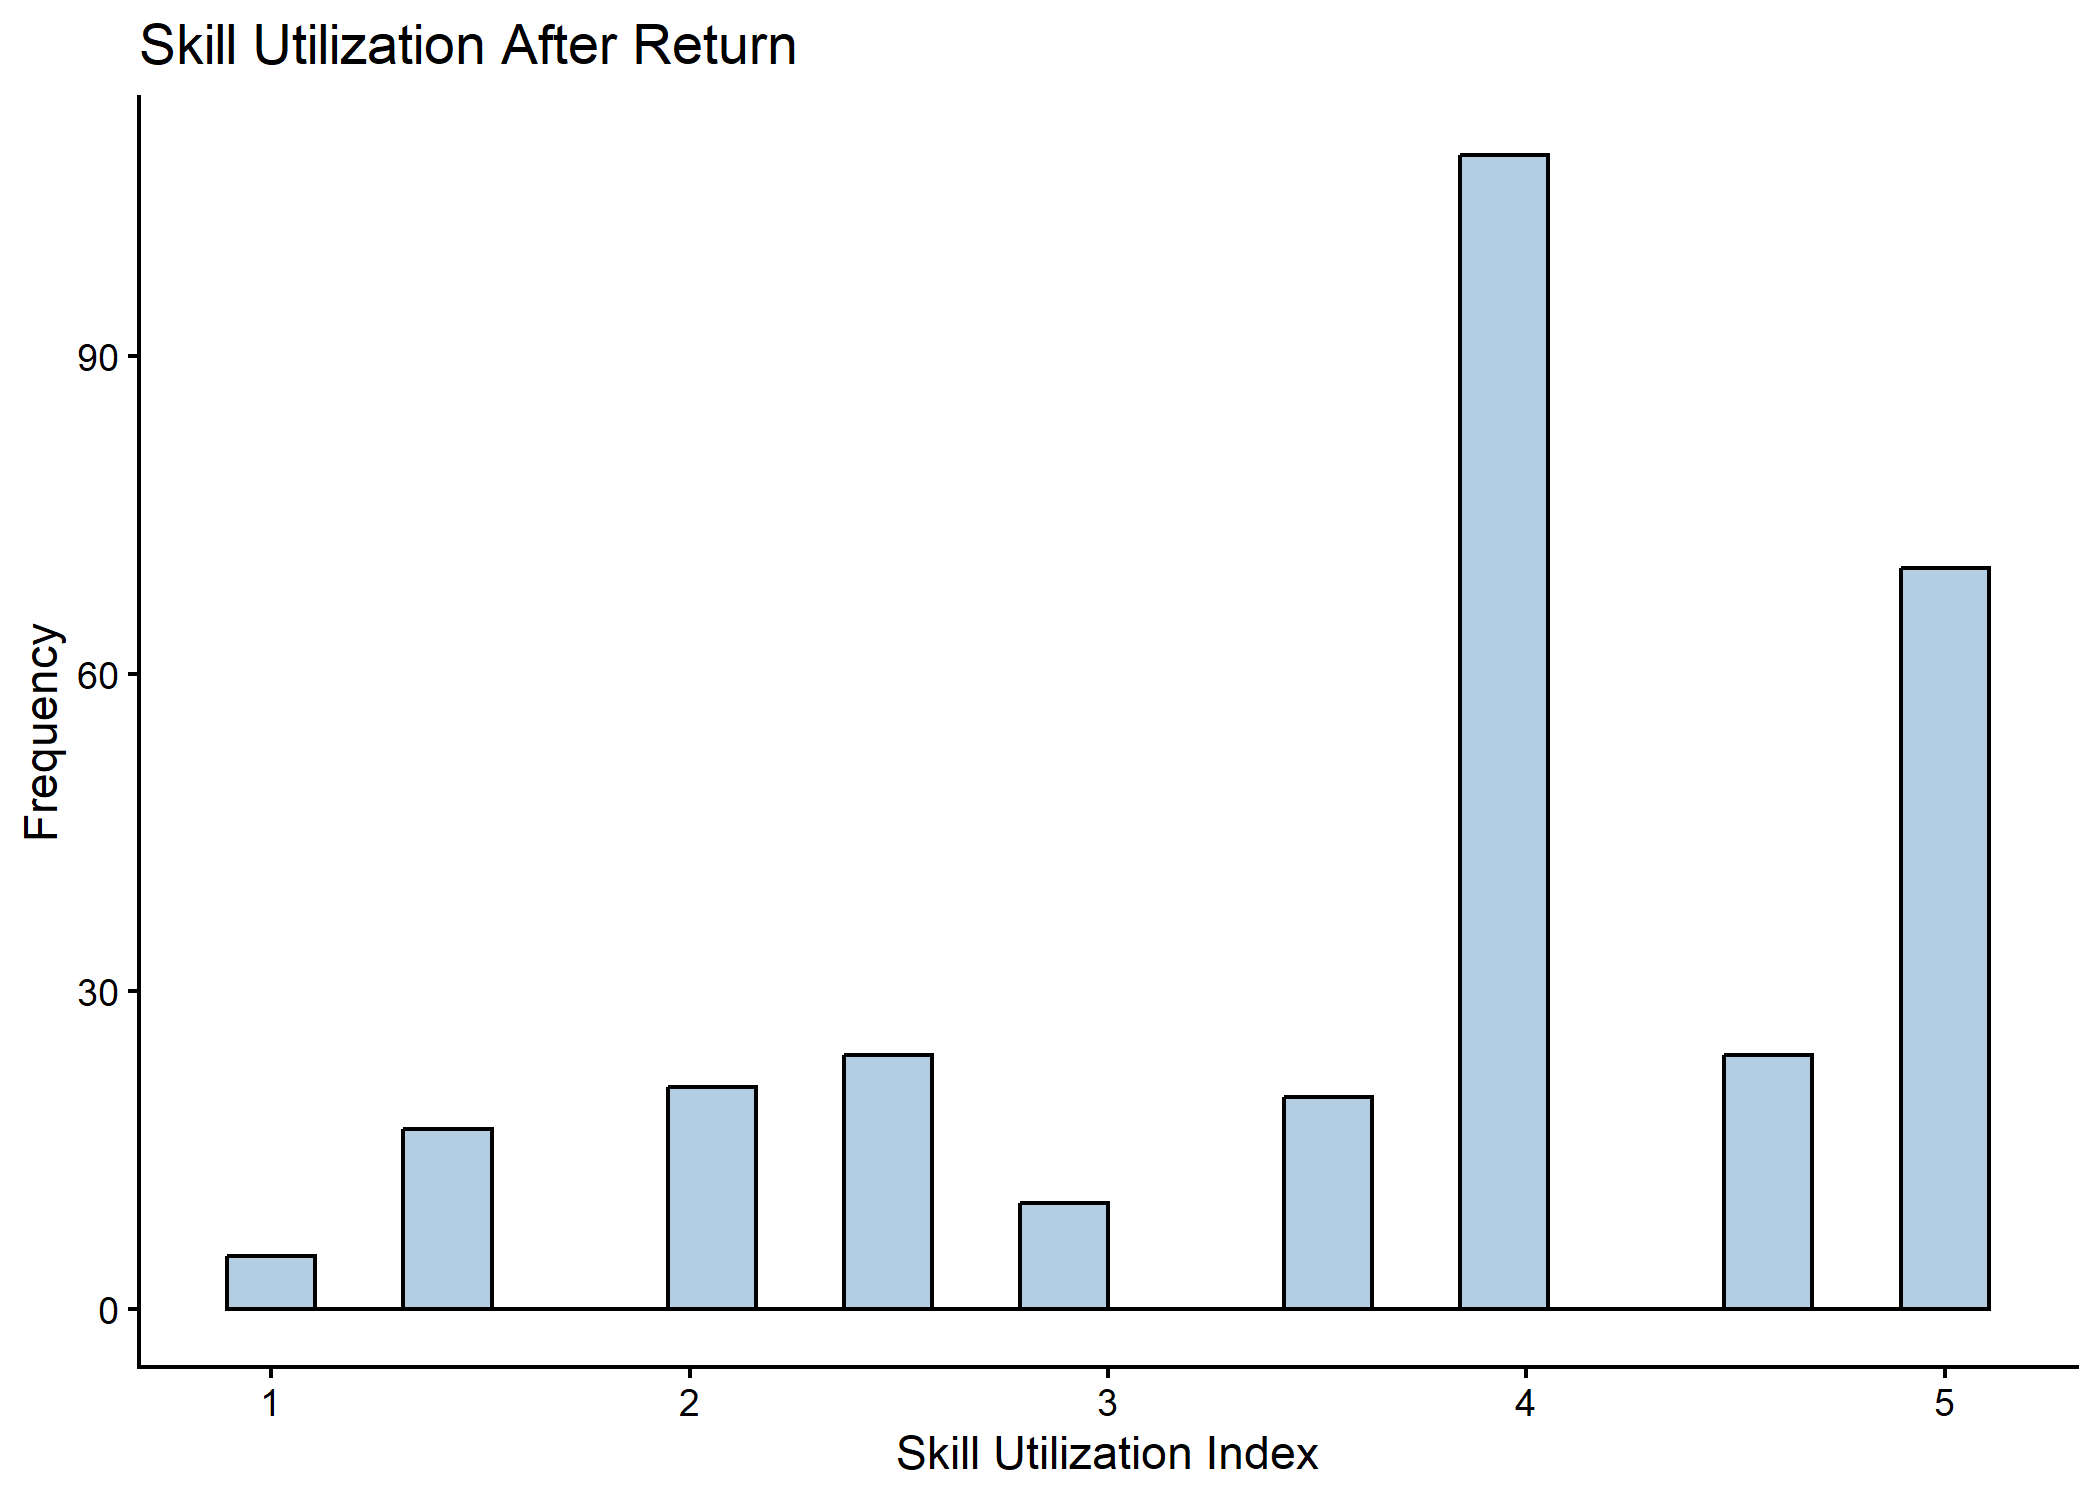 Skill Utilization After Return
Frequency
90
60
30
0
1 2 3 4 5
Skill Utilization Index